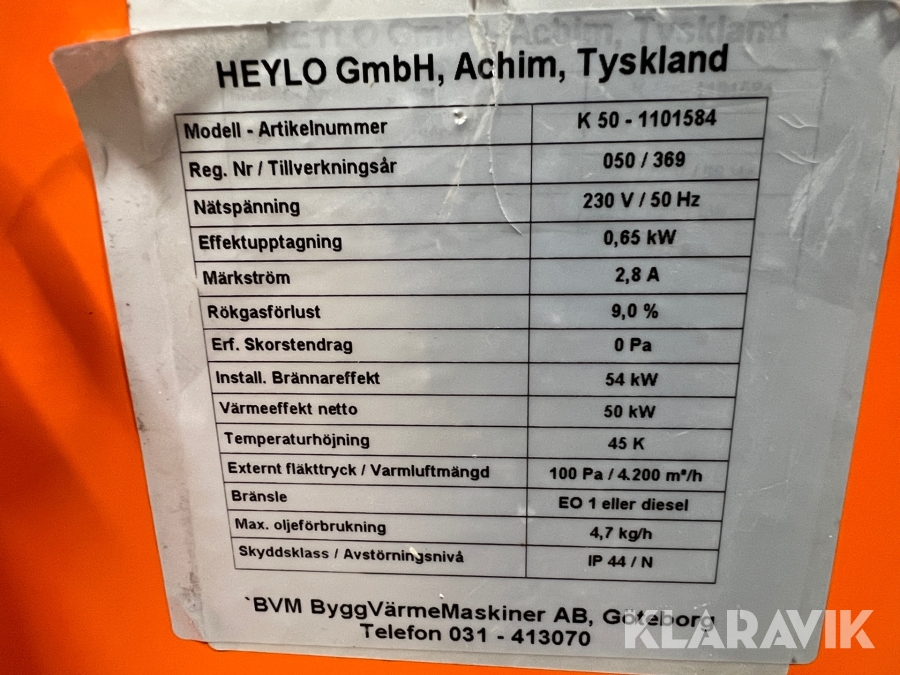 HEYLO GmbH, Achim, Tyskland
Modell - Artikelnummer K 50 - 1101584
Reg. Nr / Tillverkningsår 050 / 369
Nätspänning 230 V / 50 Hz
Effektupptagning 0,65 kW
Märkström 2,8 A
Rökgasförlust 9,0 %
Erf. Skorstendrag 0 Pa
Install. Brännareffekt 54 kW
Värmeeffekt netto 50 kW
Temperaturhöjning 45 K
Externt fläkttryck / Varmluftmängd 100 Pa / 4.200 m³/h
Bränsle EO 1 eller diesel
Max. oljeförbrukning 4,7 kg/h
Skyddsklass / Avstörningsnivå IP 44 / N
`BVM ByggVärmeMaskiner AB, Göteborg
Telefon 031 - 413070
KLARAVIK